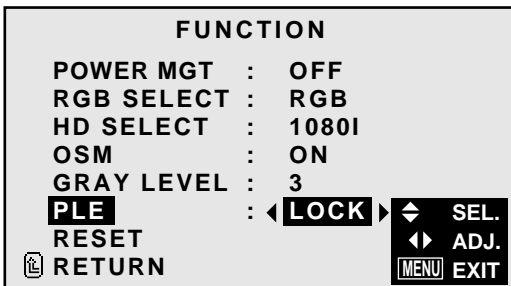 FUNCTION
POWER MGT : OFF
RGB SELECT : RGB
HD SELECT : 1080I
OSM : ON
GRAY LEVEL : 3
PLE : LOCK SEL.
RESET ADJ.
RETURN MENU EXIT